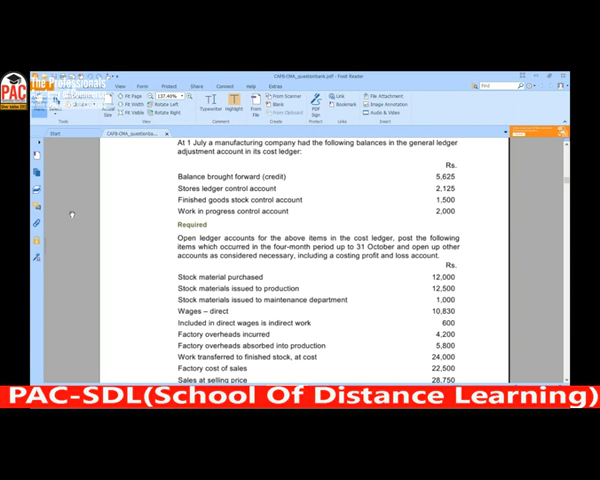 PAC
The Professionals
CAF8-CMA_questionbank.pdf - Foxit Reader
Comment View Form Protect Share Connect Help Extras
Fit Page
Fit Width
Fit Visible
137.40%
Rotate Left
Rotate Right
Typewriter
Highlight
From File
From Scanner
Blank
From Clipboard
PDF Sign
Link
Bookmark
File Attachment
Image Annotation
Audio & Video
Find
Tools View Comment Create Protect Links Insert
Start
CAF8-CMA_questionba...
At 1 July a manufacturing company had the following balances in the general ledger
adjustment account in its cost ledger:
Rs.
Balance brought forward (credit) 5,625
Stores ledger control account 2,125
Finished goods stock control account 1,500
Work in progress control account 2,000
Required
Open ledger accounts for the above items in the cost ledger, post the following
items which occurred in the four-month period up to 31 October and open up other
accounts as considered necessary, including a costing profit and loss account.
Rs.
Stock material purchased 12,000
Stock materials issued to production 12,500
Stock materials issued to maintenance department 1,000
Wages – direct 10,830
Included in direct wages is indirect work 600
Factory overheads incurred 4,200
Factory overheads absorbed into production 5,800
Work transferred to finished stock, at cost 24,000
Factory cost of sales 22,500
Sales at selling price 28,750
PAC-SDL(School Of Distance Learning)